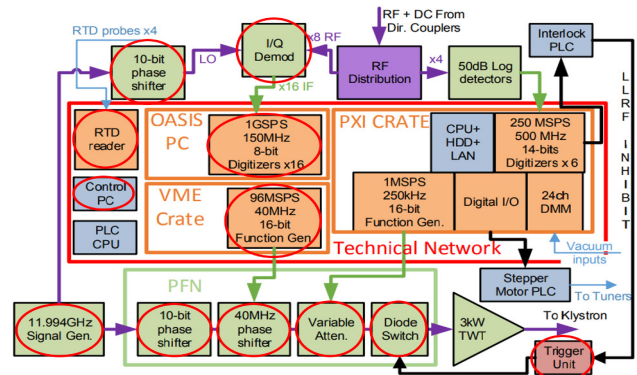 RTD probes x4
10-bit
phase
shifter
LO
I/Q
Demod
x8 RF
x16 IF
RF + DC From
Dir. Couplers
RF
Distribution
x4
50dB Log
detectors
Interlock
PLC
LLRF INHIBIT
RTD
reader
Control
PC
PLC
CPU
OASIS
PC
1GSPS
150MHz
8-bit
Digitizers x16
VME
Crate
96MSPS
40MHz
16-bit
Function Gen
PXI CRATE
CPU+
HDD+
LAN
250 MSPS
500 MHz
14-bits
Digitizers x 6
1MSPS
250kHz
16-bit
Function Gen.
Digital I/O
24ch
DMM
Technical Network
Vacuum
inputs
Stepper
Motor PLC
To Tuners
PFN
11.994GHz
Signal Gen.
10-bit
phase
shifter
40MHz
phase
shifter
Variable
Atten.
Diode
Switch
3kW
TWT
To Klystron
Trigger
Unit